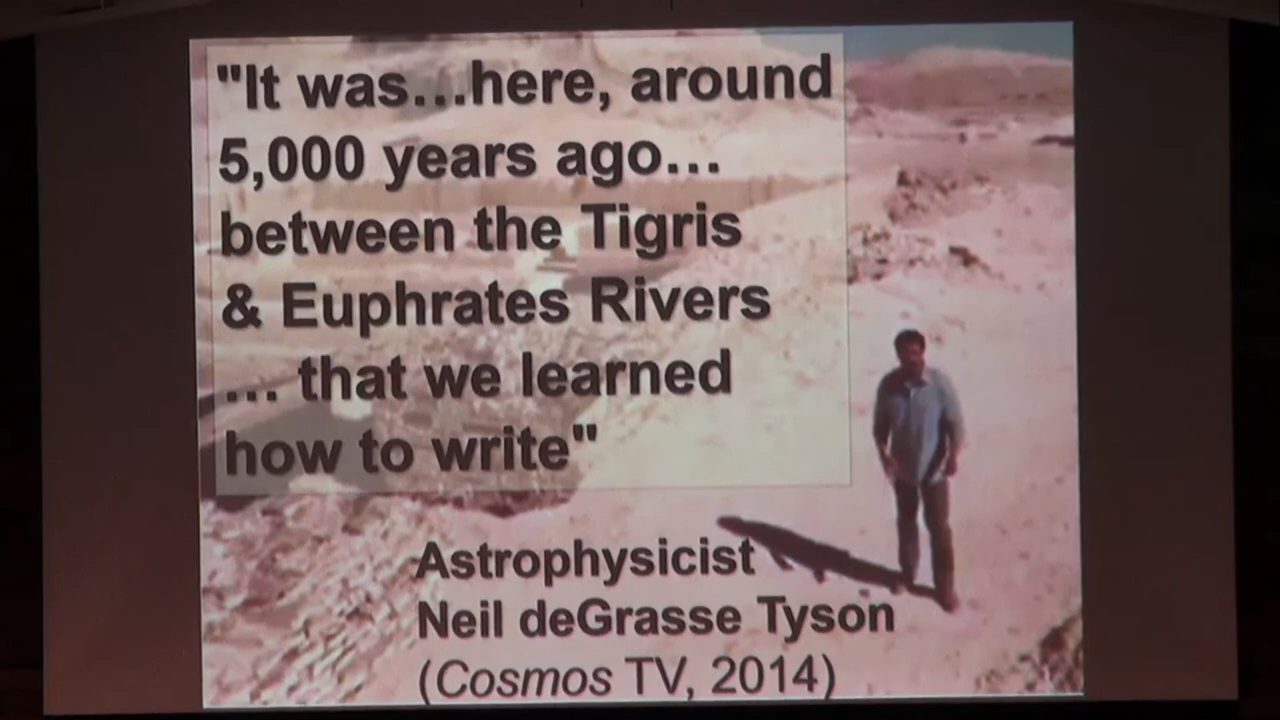 "It was...here, around
5,000 years ago...
between the Tigris
& Euphrates Rivers
... that we learned
how to write"
Astrophysicist
Neil deGrasse Tyson
(Cosmos TV, 2014)